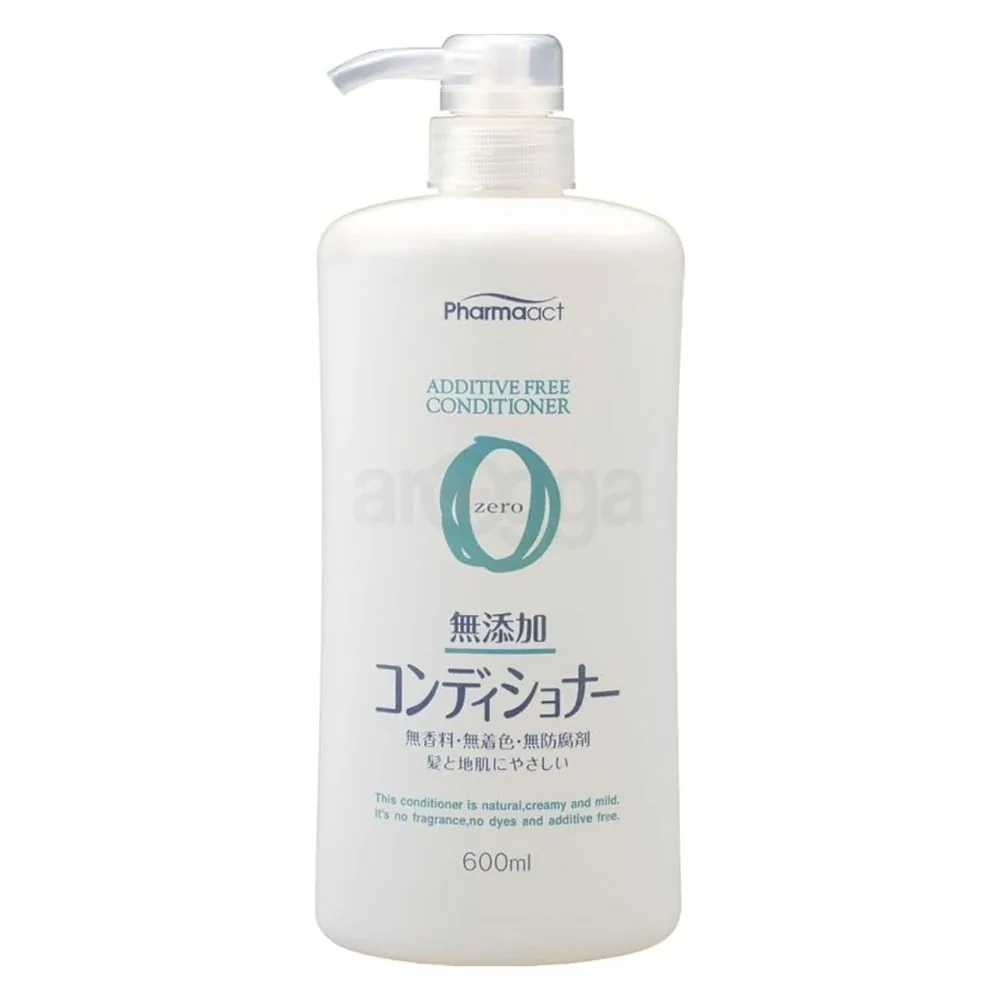 Pharmaact
ADDITIVE FREE
CONDITIONER
arogga
zero
無添加
コンディショナー
無香料・無着色・無防腐剤
髪と地肌にやさしい
This conditioner is natural,creamy and mild.
It's no fragrance,no dyes and additive free.
600ml